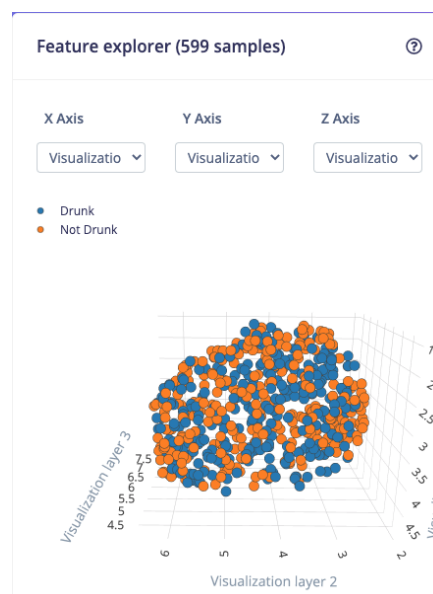 Feature explorer (599 samples)
X Axis Y Axis Z Axis
Visualizatio Visualizatio Visualizatio
Drunk
Not Drunk
1
2
2.5
3
3.5
4
4.5
Visualization layer 3
7.5
6.5
6
5.5
5
4.5
6 5 4 3 2
Visualization layer 2